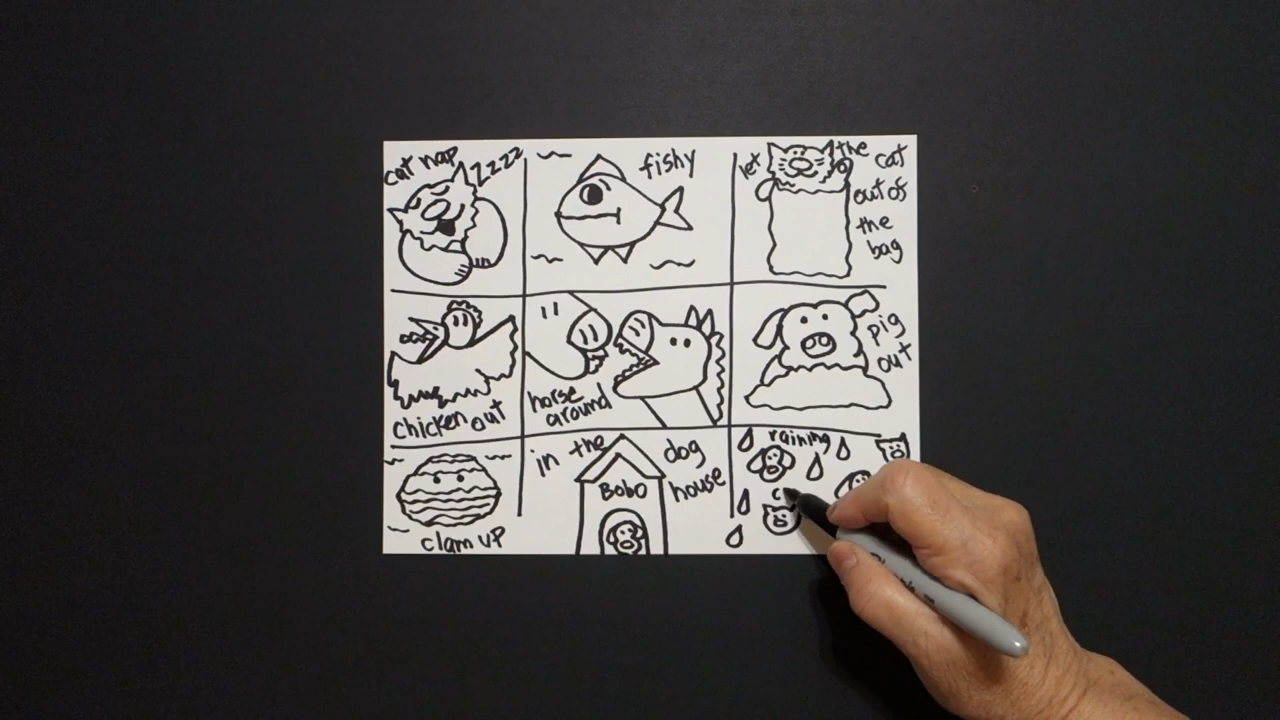 cat nap
zzzz
fishy
let the cat
out of
the
bag
chicken out
horse
around
pig
out
clam up
in the dog
house
Bobo
raining
c